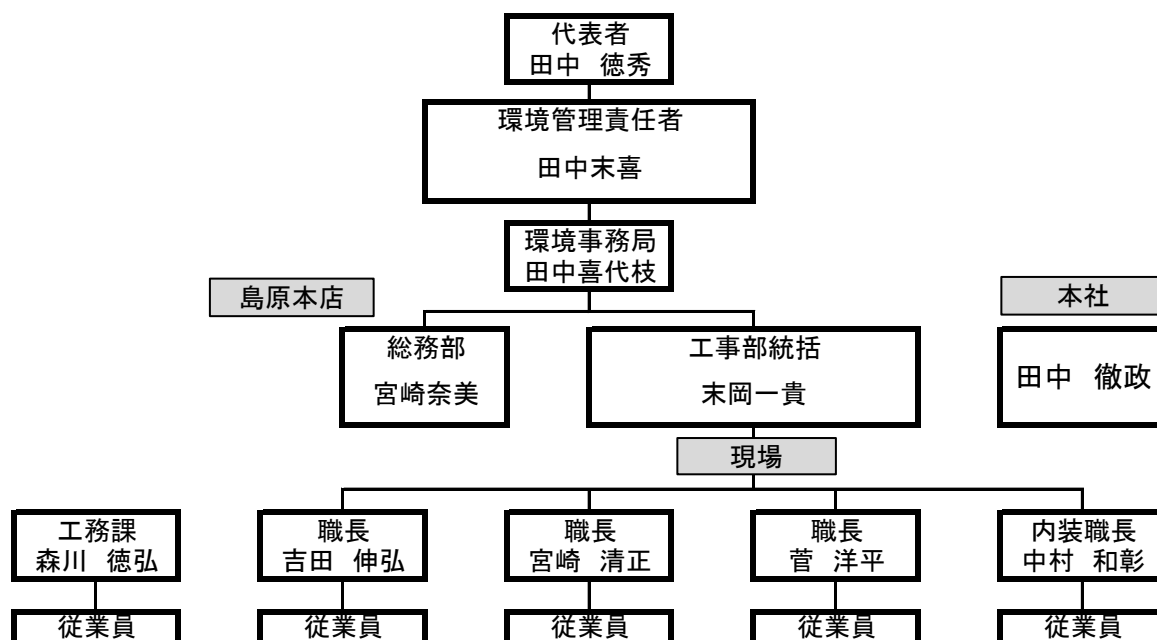 代表者
田中 徳秀
環境管理責任者
田中末喜
環境事務局
田中喜代枝
島原本店
本社
総務部
宮崎奈美
工事部統括
末岡一貴
田中 徹政
現場
工務課
森川 徳弘
職長
吉田 伸弘
職長
宮崎 清正
職長
菅 洋平
内装職長
中村 和彰
従業員
従業員
従業員
従業員
従業員